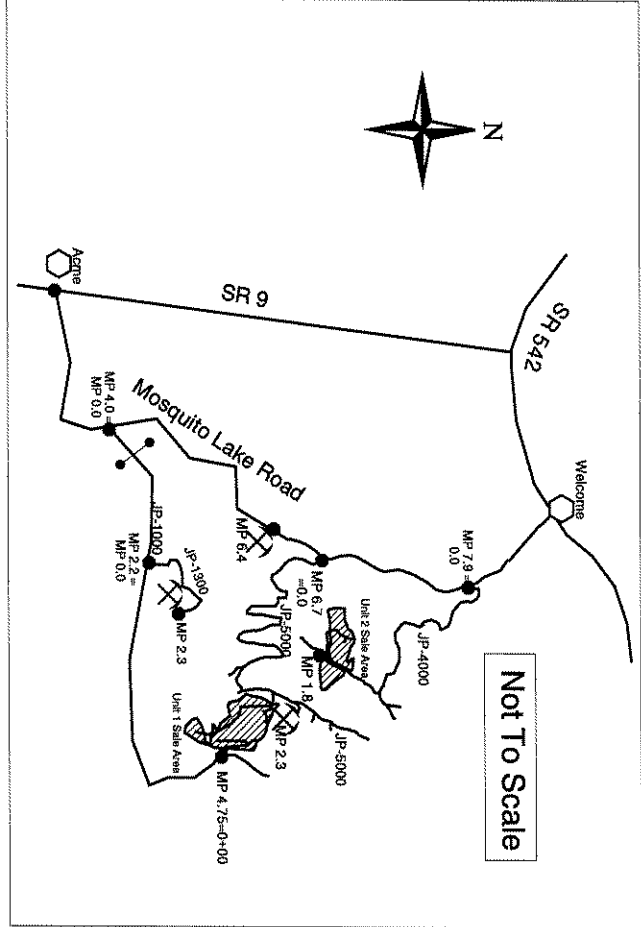 N
SR 542
SR 9
Welcome
Acme
Mosquito Lake Road
MP 4.0 =
MP 0.0
MP 6.4
MP 6.7
=0.0
MP 7.9 =
0.0
JP-4000
Not To Scale
JP-1000
JP-1300
MP 2.2 =
MP 0.0
MP 2.3
JP-5000
Unit 2 Sale Area
MP 1.8
MP 2.3
JP-5000
Unit 1 Sale Area
MP 4.75=0+00